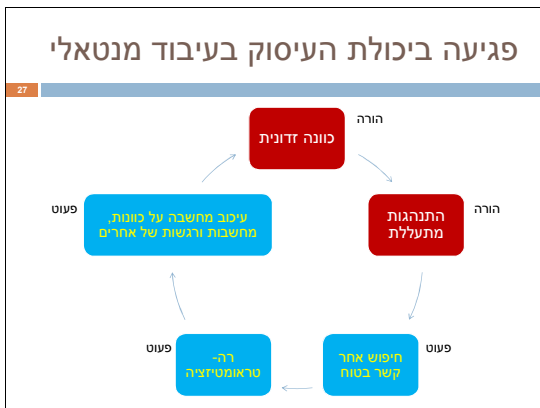 פגיעה ביכולת העיסוק בעיבוד מנטאלי
27
הורה
כוונה זדונית
הורה
התנהגות
מתעללת
פעוט
חיפוש אחר
קשר בטוח
פעוט
רה-
טראומטיזציה
פעוט
עיכוב מחשבה על כוונות,
מחשבות ורגשות של אחרים